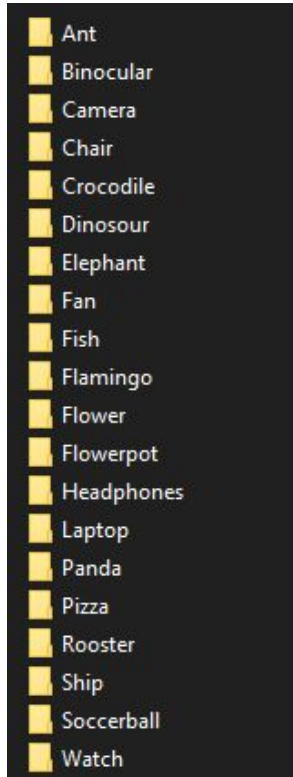 Ant
Binocular
Camera
Chair
Crocodile
Dinosour
Elephant
Fan
Fish
Flamingo
Flower
Flowerpot
Headphones
Laptop
Panda
Pizza
Rooster
Ship
Soccerball
Watch